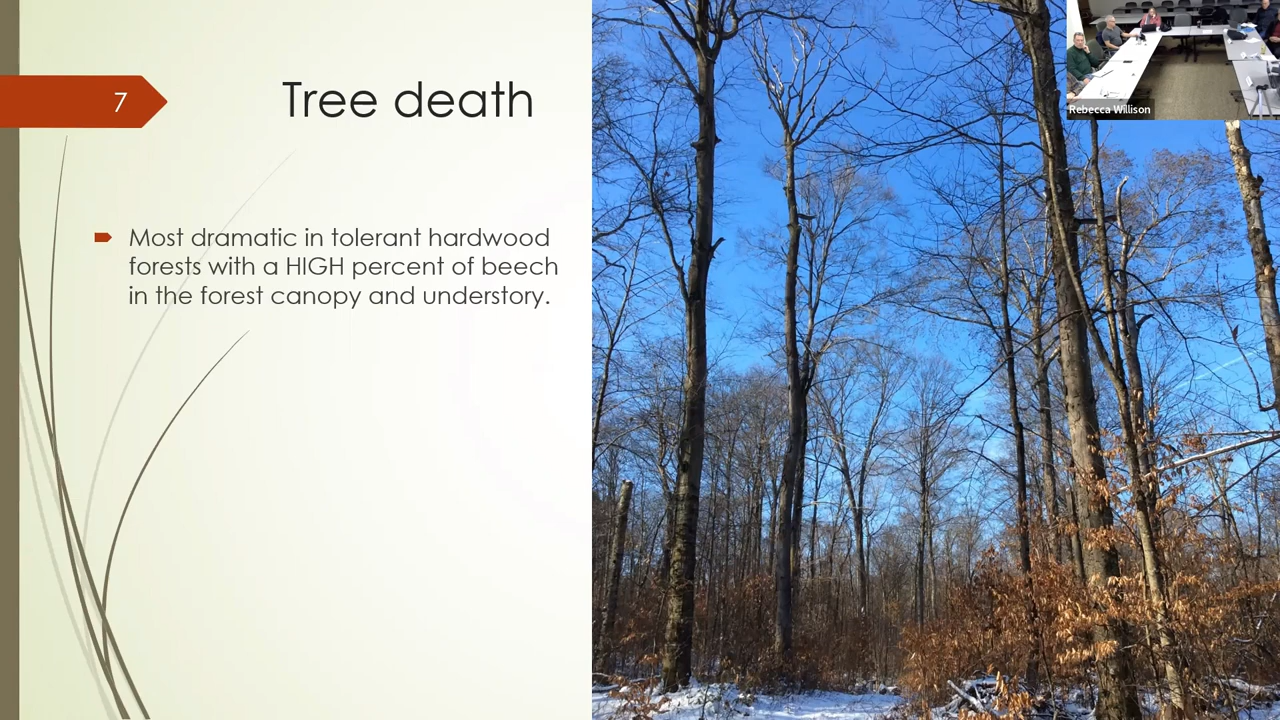 7
Tree death
Most dramatic in tolerant hardwood
forests with a HIGH percent of beech
in the forest canopy and understory.
Rebecca Willison